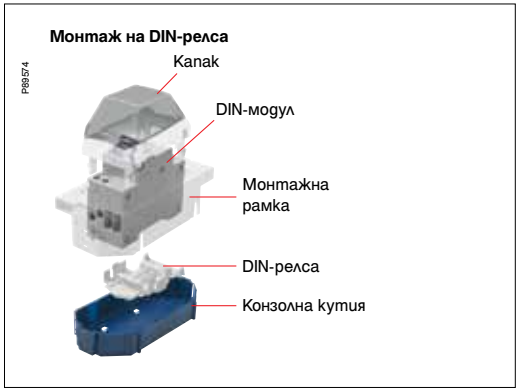 Монтаж на DIN-релса
P89574
Капак
DIN-модул
Монтажна
рамка
DIN-релса
Конзолна кутия